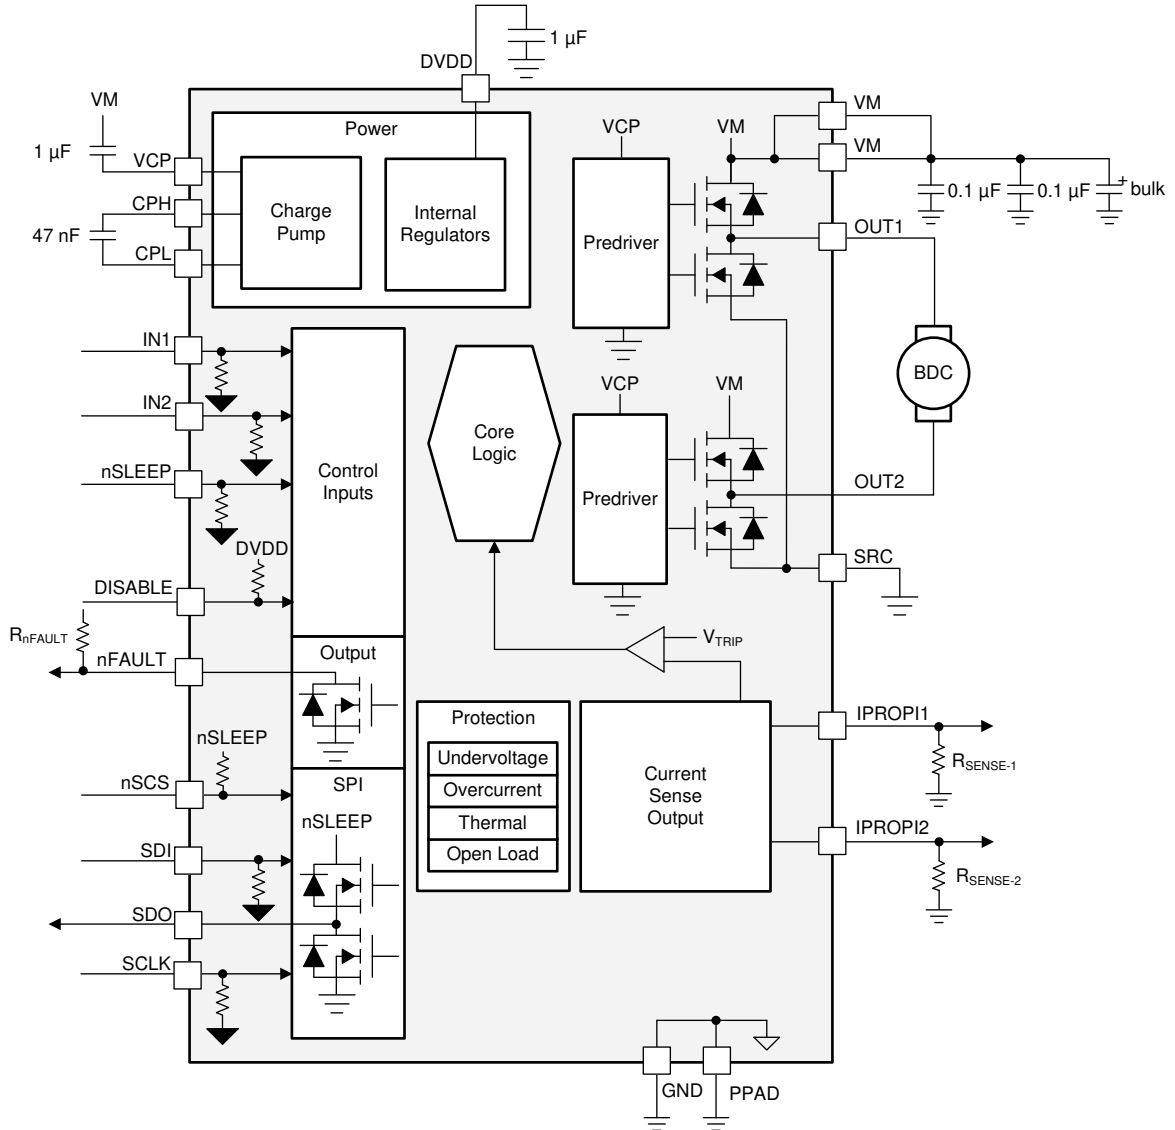 1 µF
DVDD
VM
1 µF
VCP
CPH
47 nF
CPL
Power
Charge
Pump
Internal
Regulators
VCP
VM
Predriver
VM
VM
0.1 µF
0.1 µF
+
bulk
OUT1
BDC
IN1
IN2
nSLEEP
DVDD
DISABLE
RnFAULT
nFAULT
Control
Inputs
Core
Logic
VCP
VM
Predriver
OUT2
SRC
Output
VTRIP
nSLEEP
nSCS
SDI
SDO
SCLK
SPI
nSLEEP
Protection
Undervoltage
Overcurrent
Thermal
Open Load
Current
Sense
Output
IPROPI1
RSENSE-1
IPROPI2
RSENSE-2
GND
PPAD